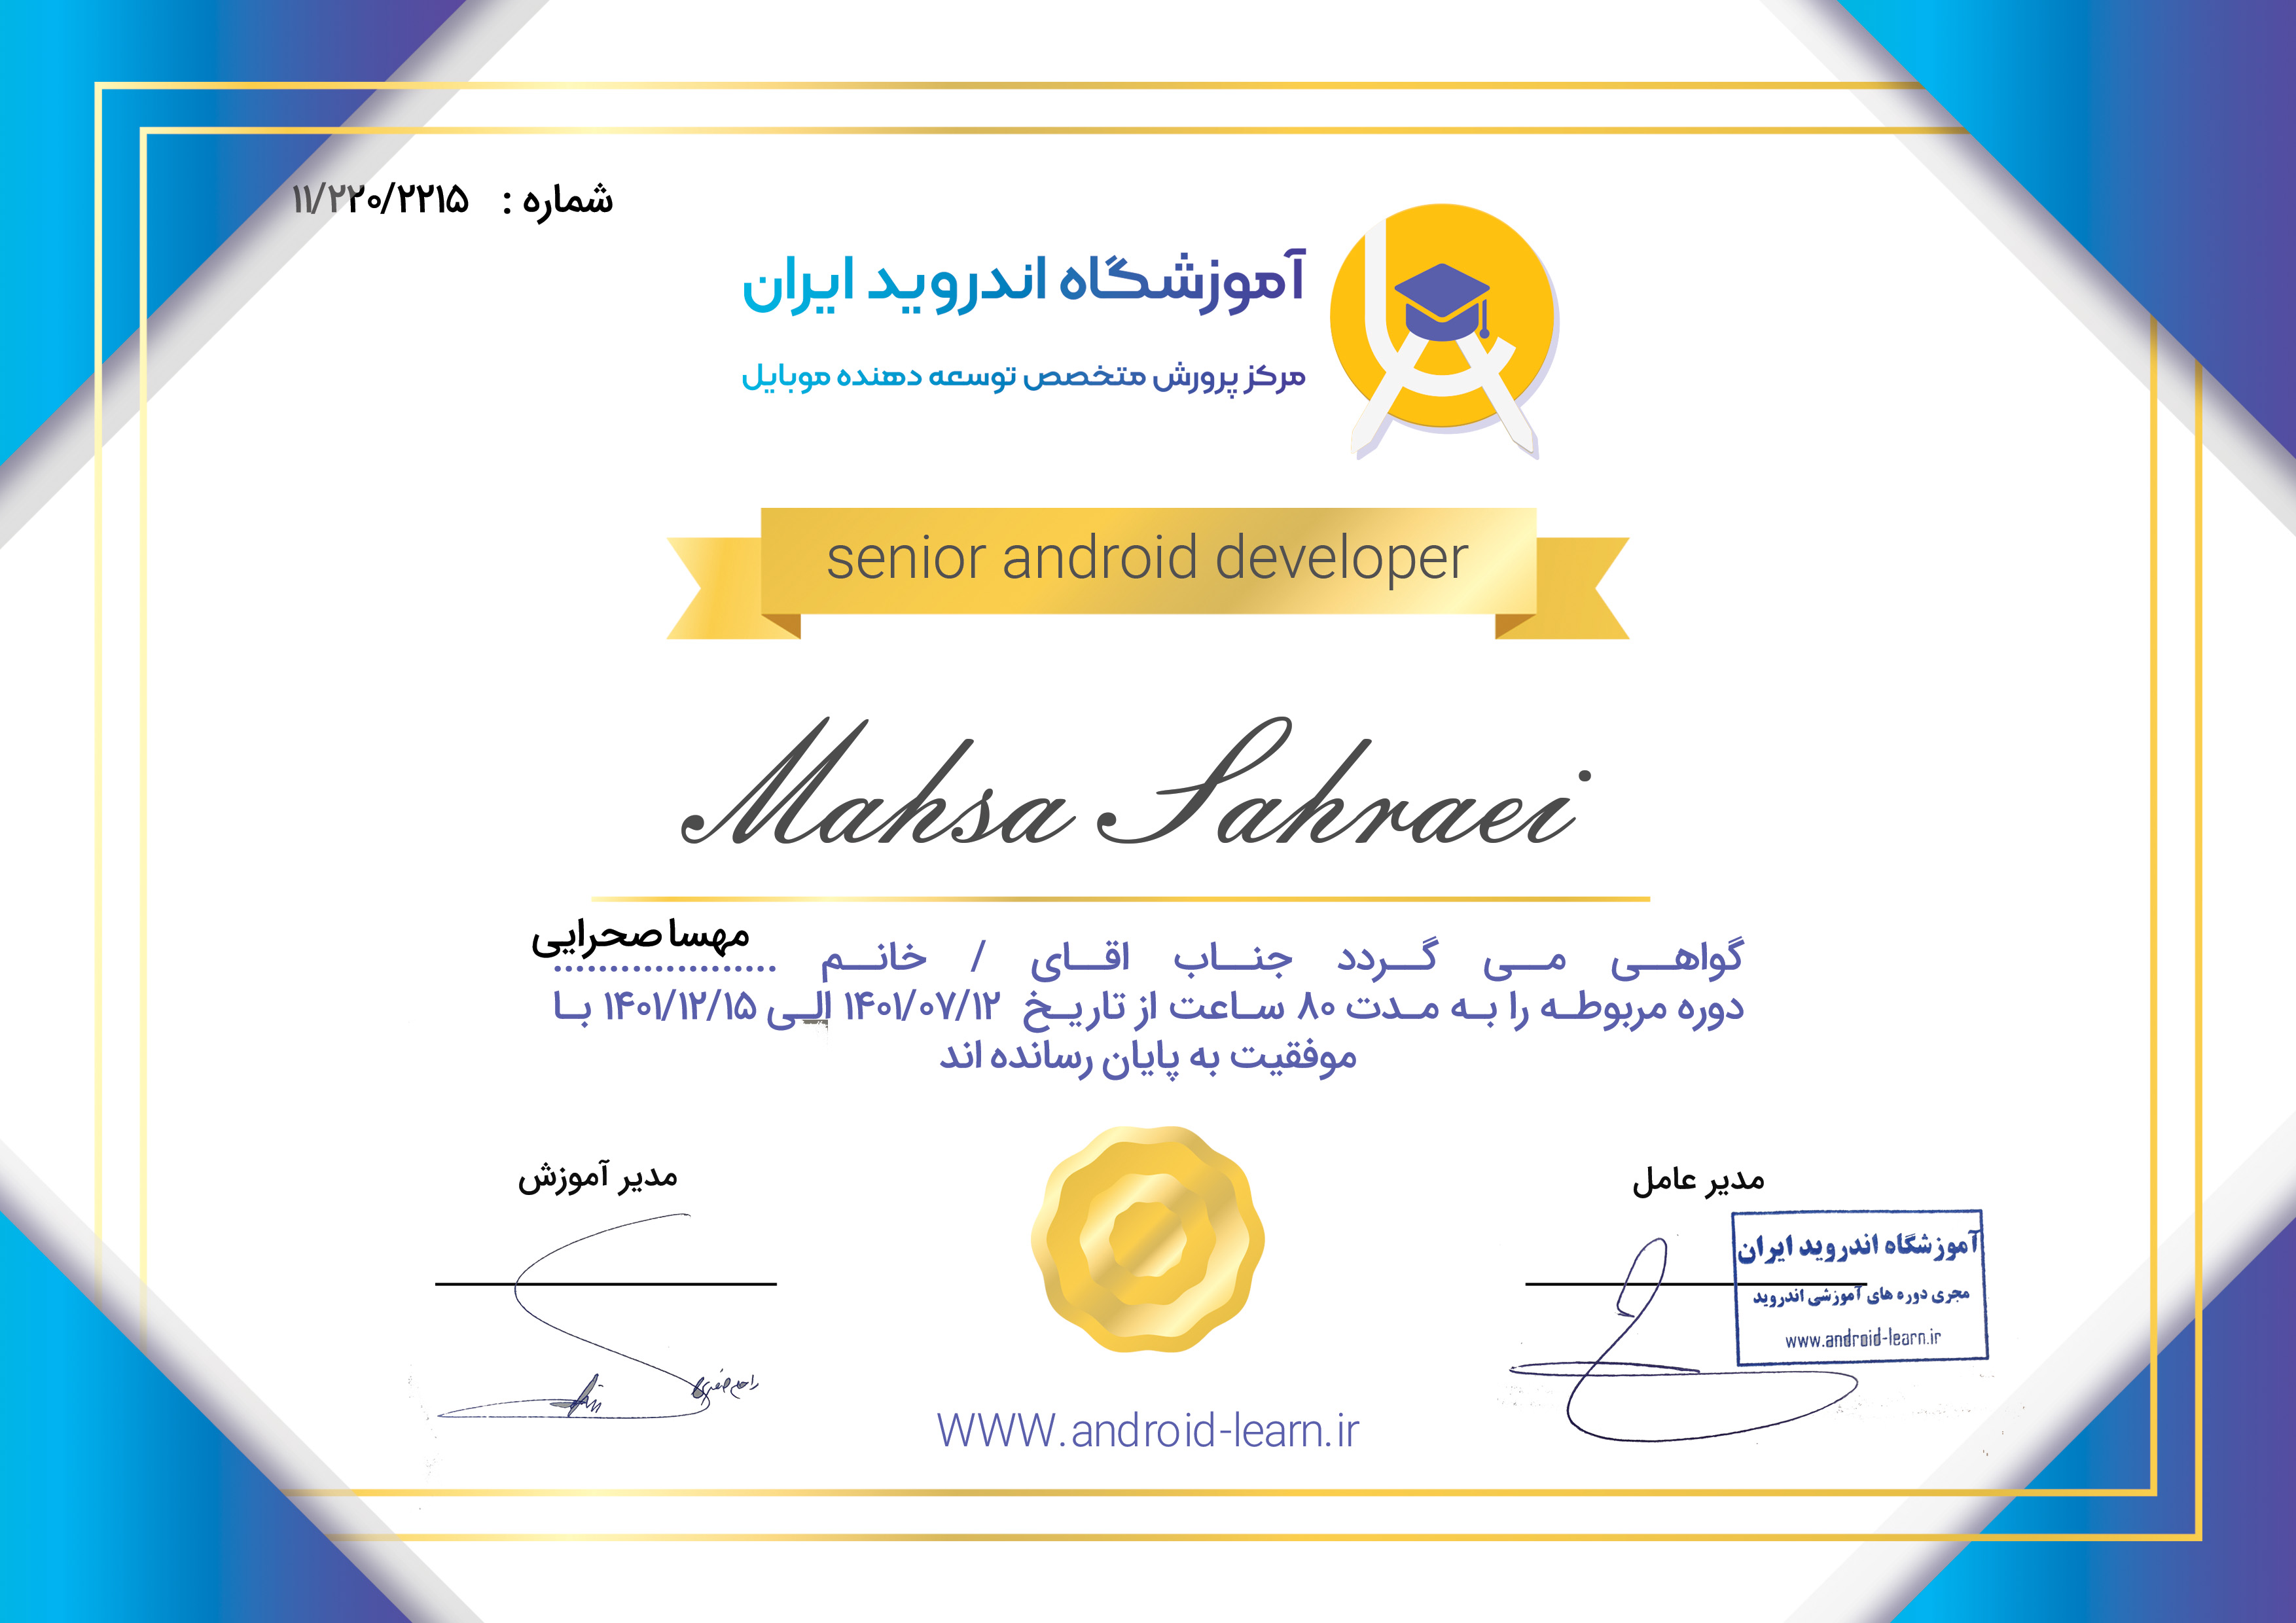 شماره : ۱۱/۲۲۰/۲۲۱۵
آموزشگاه اندروید ایران
مرکز پرورش متخصص توسعه دهنده موبایل
senior android developer
Mahsa Sahraei
گواهی می گردد جناب اقای / خانم مهسا صحرایی
دوره مربوطه را به مدت ۸۰ ساعت از تاریخ ۱۴۰۱/۰۷/۱۲ الی ۱۴۰۱/۱۲/۱۵ با
موفقیت به پایان رسانده اند
مدیر عامل
مدیر آموزش
آموزشگاه اندروید ایران
مجری دوره های آموزشی اندروید
www.android-learn.ir
WWW.android-learn.ir